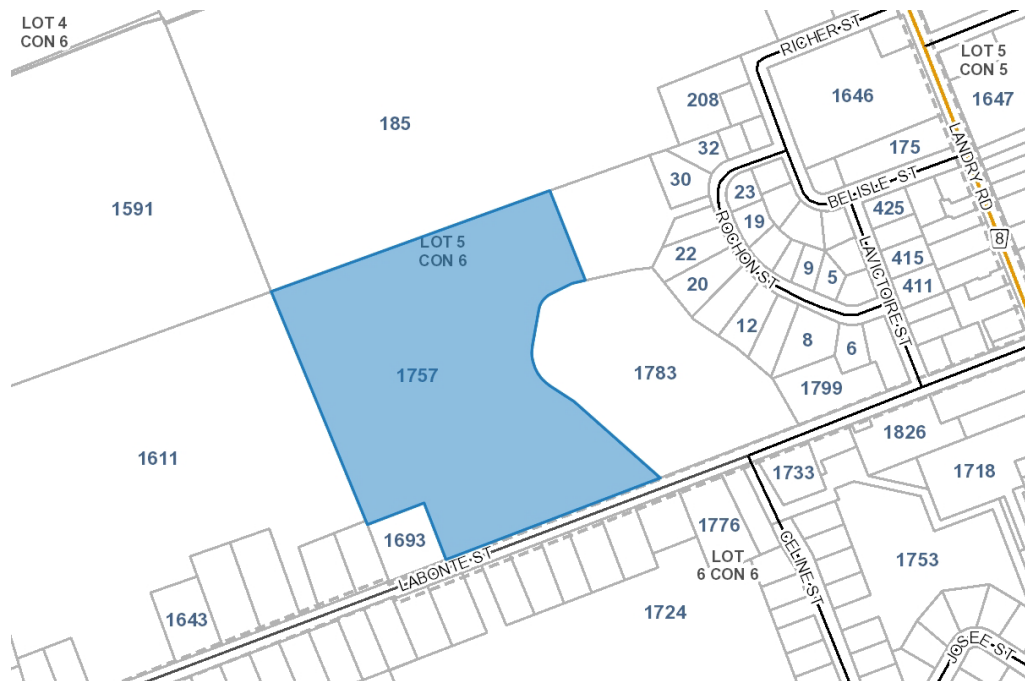 LOT 4
CON 6
RICHER ST
LOT 5
CON 5
185
208
1646
1647
LANDRY RD
32
175
30
23
BELISLE ST
1591
19
425
ROCHON ST
LOT 5
CON 6
22
9
5
LAVICTOIRE ST
415
8
20
411
12
8
6
1757
1783
1799
1611
1826
1733
1718
1693
1776
LABONTE ST
LOT
6 CON 6
CELINE ST
1753
1643
1724
JOSEE ST